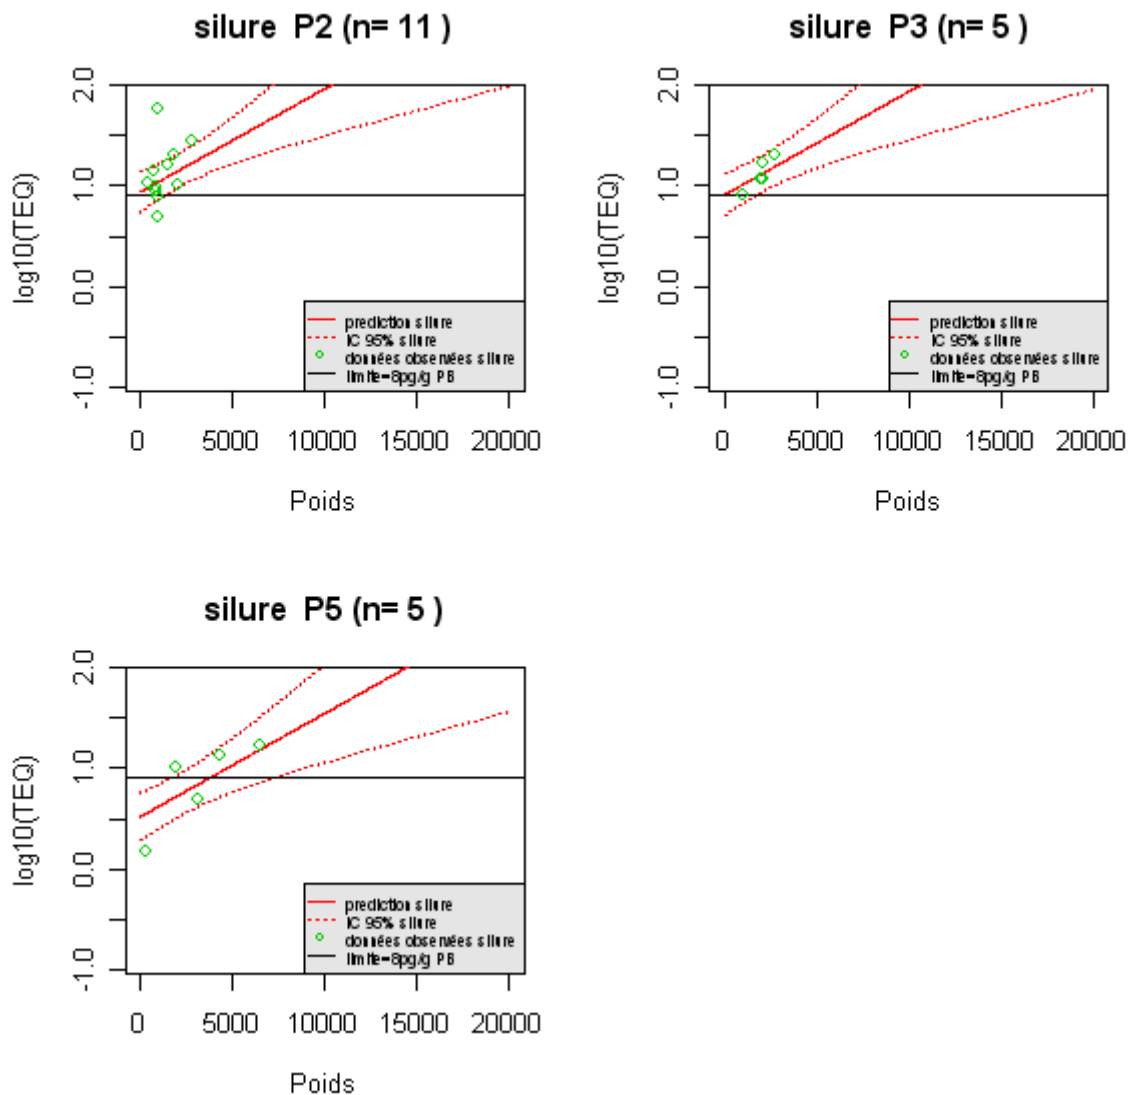 silure P2 (n= 11 )
log10(TEQ)
2.0
1.0
0.0
-1.0
prediction silure
IC 95% silure
données observées silure
limite=8pg/g PB
0 5000 10000 15000 20000
Poids
silure P3 (n= 5 )
log10(TEQ)
2.0
1.0
0.0
-1.0
prediction silure
IC 95% silure
données observées silure
limite=8pg/g PB
0 5000 10000 15000 20000
Poids
silure P5 (n= 5 )
log10(TEQ)
2.0
1.0
0.0
-1.0
prediction silure
IC 95% silure
données observées silure
limite=8pg/g PB
0 5000 10000 15000 20000
Poids